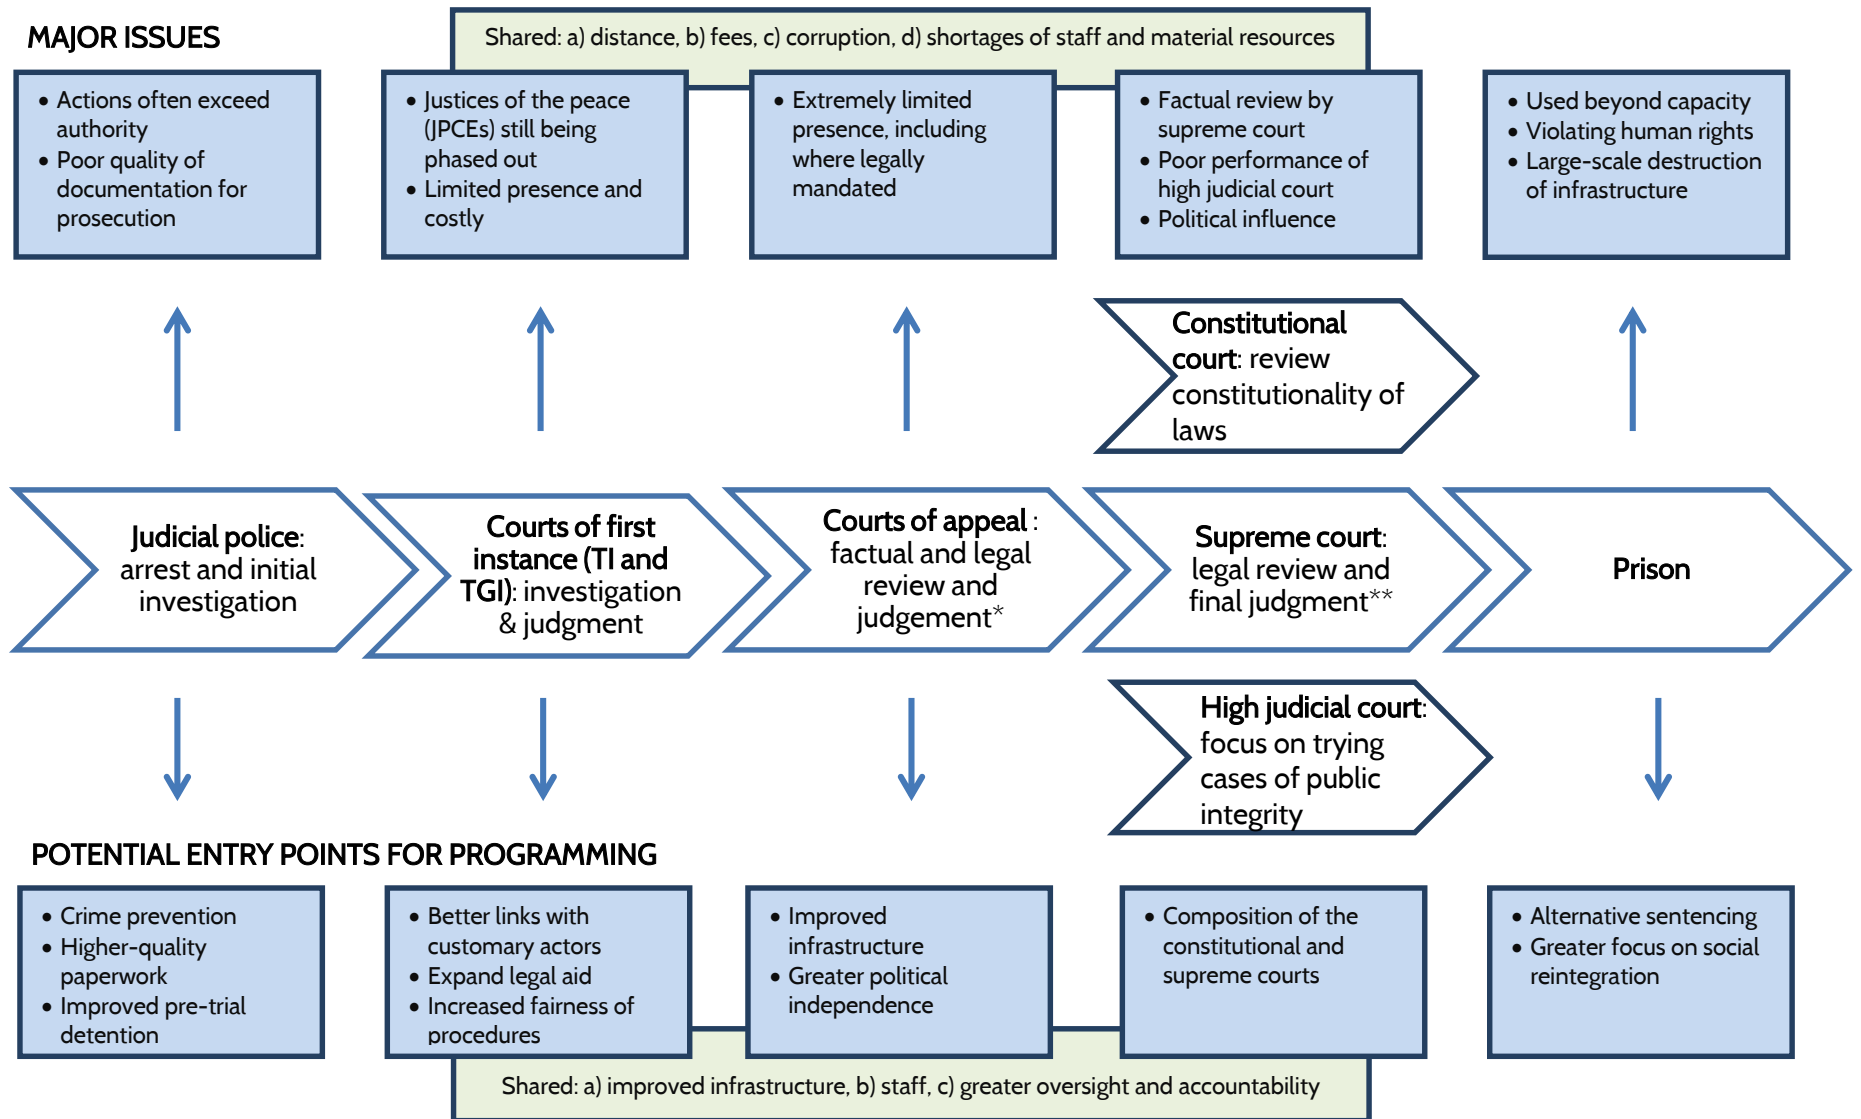 MAJOR ISSUES
Shared: a) distance, b) fees, c) corruption, d) shortages of staff and material resources
• Actions often exceed
authority
• Poor quality of
documentation for
prosecution
• Justices of the peace
(JPCEs) still being
phased out
• Limited presence and
costly
• Extremely limited
presence, including
where legally
mandated
• Factual review by
supreme court
• Poor performance of
high judicial court
• Political influence
• Used beyond capacity
• Violating human rights
• Large-scale destruction
of infrastructure
Constitutional
court: review
constitutionality of
laws
Judicial police:
arrest and initial
investigation
Courts of first
instance (TI and
TGI): investigation
& judgment
Courts of appeal :
factual and legal
review and
judgement*
Supreme court:
legal review and
final judgment**
Prison
High judicial court:
focus on trying
cases of public
integrity
POTENTIAL ENTRY POINTS FOR PROGRAMMING
• Crime prevention
• Higher-quality
paperwork
• Improved pre-trial
detention
• Better links with
customary actors
• Expand legal aid
• Increased fairness of
procedures
• Improved
infrastructure
• Greater political
independence
• Composition of the
constitutional and
supreme courts
• Alternative sentencing
• Greater focus on social
reintegration
Shared: a) improved infrastructure, b) staff, c) greater oversight and accountability